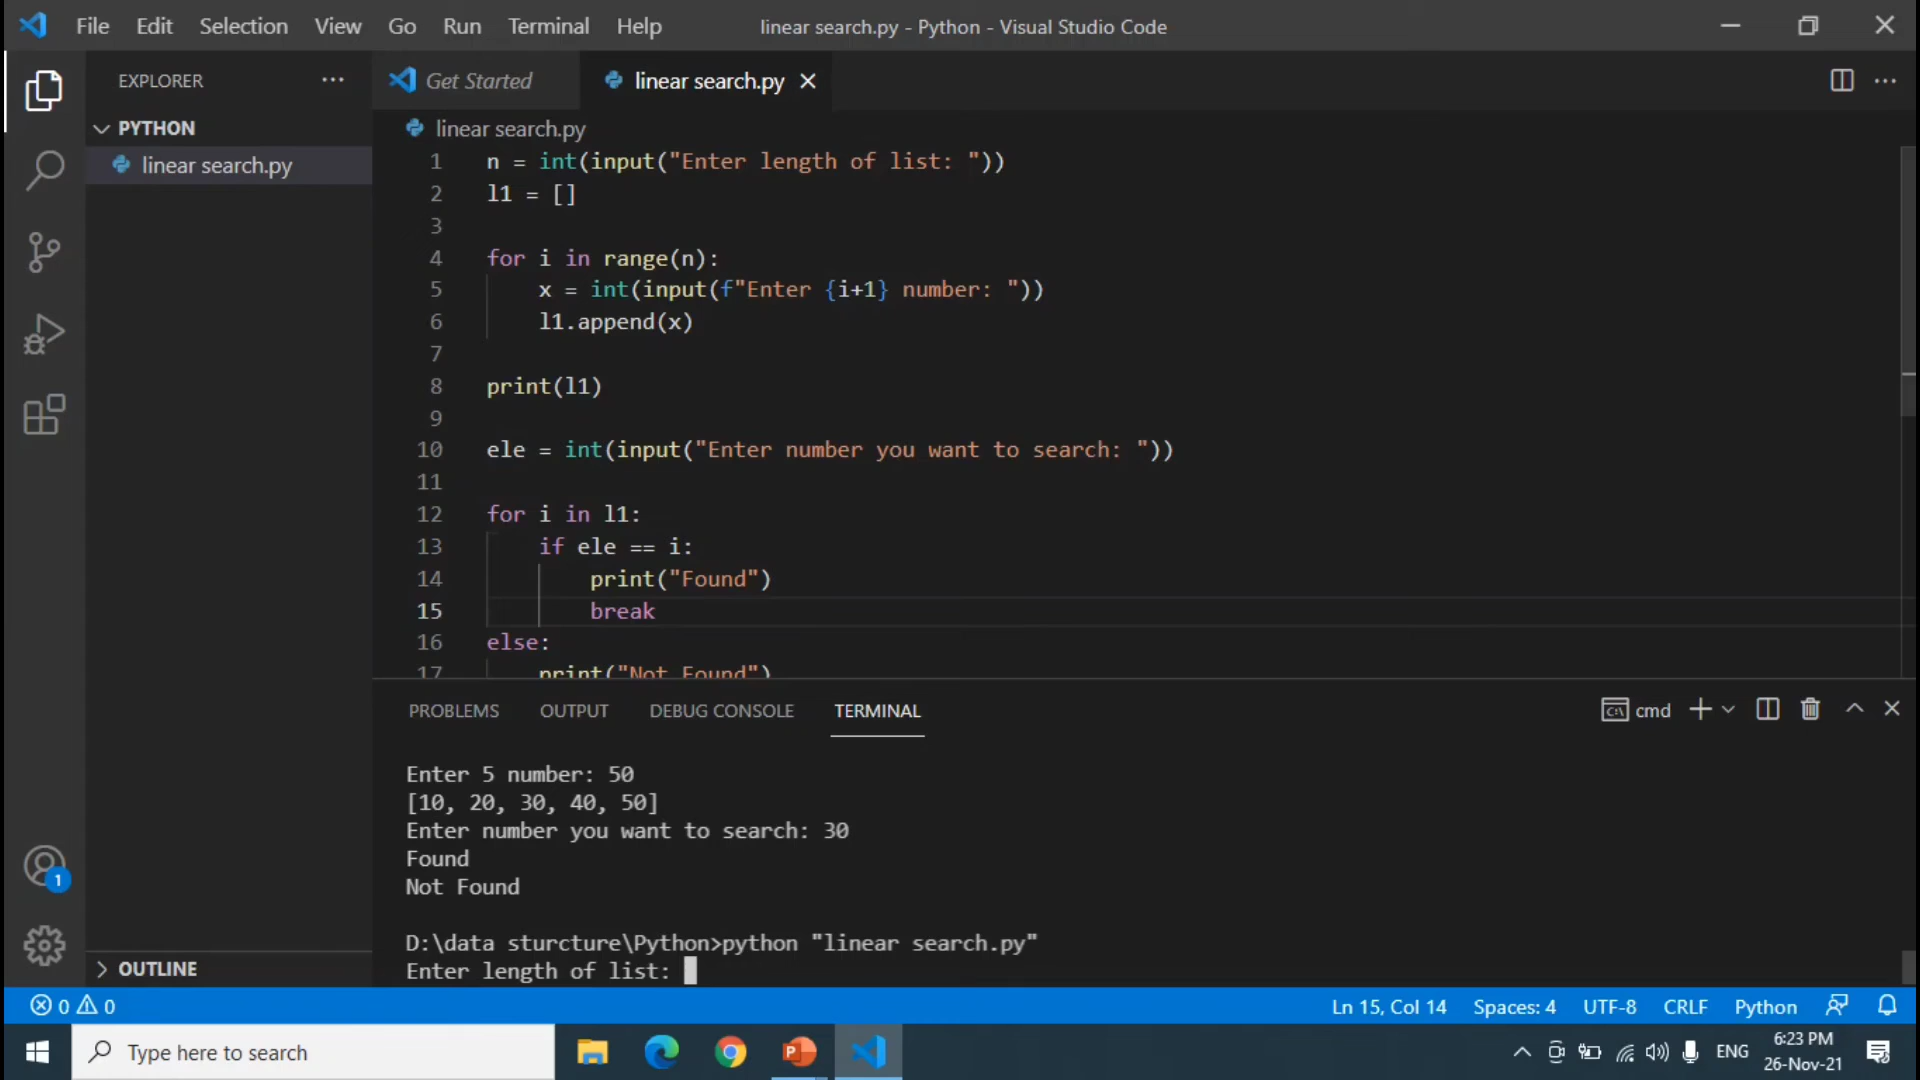 File Edit Selection View Go Run Terminal Help linear search.py - Python - Visual Studio Code
EXPLORER
PYTHON
linear search.py
OUTLINE
1
Get Started linear search.py
linear search.py
1 n = int(input("Enter length of list: "))
2 l1 = []
3
4 for i in range(n):
5 x = int(input(f"Enter {i+1} number: "))
6 l1.append(x)
7
8 print(l1)
9
10 ele = int(input("Enter number you want to search: "))
11
12 for i in l1:
13 if ele == i:
14 print("Found")
15 break
16 else:
17 print("Not Found")
PROBLEMS OUTPUT DEBUG CONSOLE TERMINAL cmd
Enter 5 number: 50
[10, 20, 30, 40, 50]
Enter number you want to search: 30
Found
Not Found
D:\data sturcture\Python>python "linear search.py"
Enter length of list:
0 0 Ln 15, Col 14 Spaces: 4 UTF-8 CRLF Python
Type here to search
ENG
6:23 PM
26-Nov-21